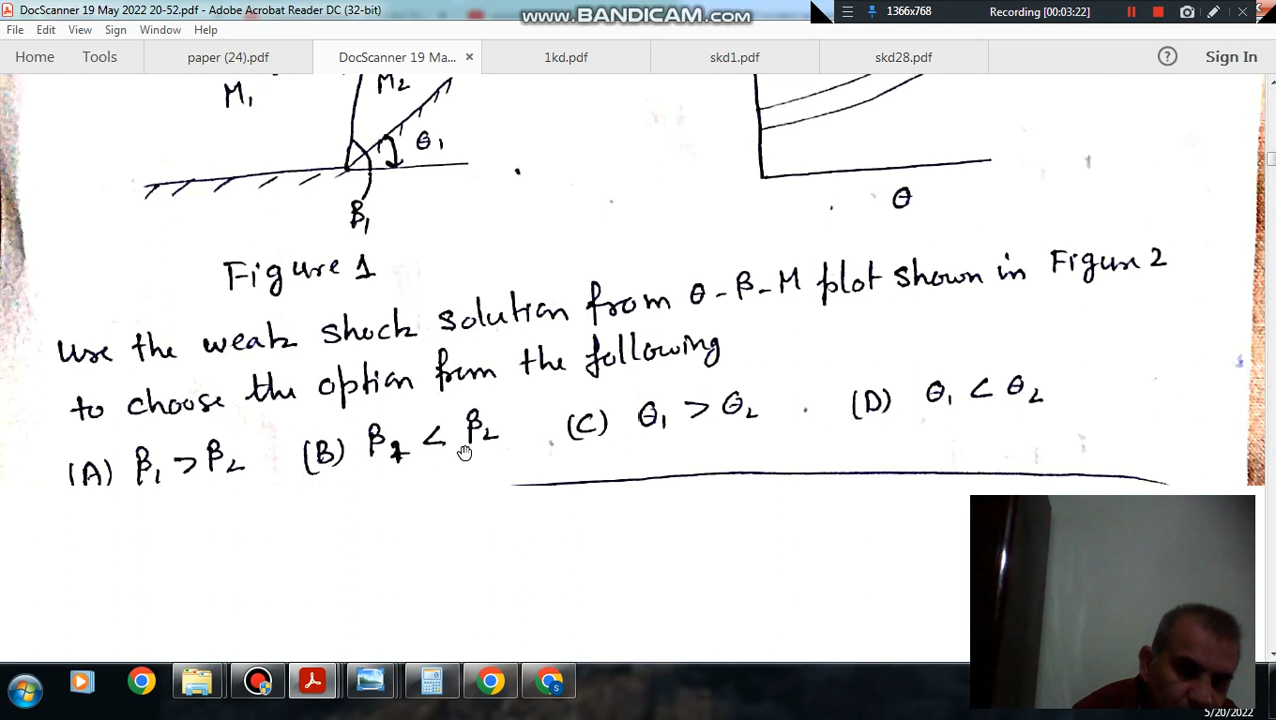 DocScanner 19 May 2022 20-52.pdf - Adobe Acrobat Reader DC (32-bit)
www.BANDICAM.com
1366x768
Recording [00:03:22]
File Edit View Sign Window Help
Home Tools paper (24).pdf DocScanner 19 Ma... × 1kd.pdf skd1.pdf skd28.pdf Sign In
M1 M2
θ1
β1
θ
Figure 1
Use the weak shock solution from θ-β-M plot shown in Figure 2
to choose the option from the following
(A) β1 > β2 (B) β1 < β2 (C) θ1 > θ2 (D) θ1 < θ2
5/20/2022